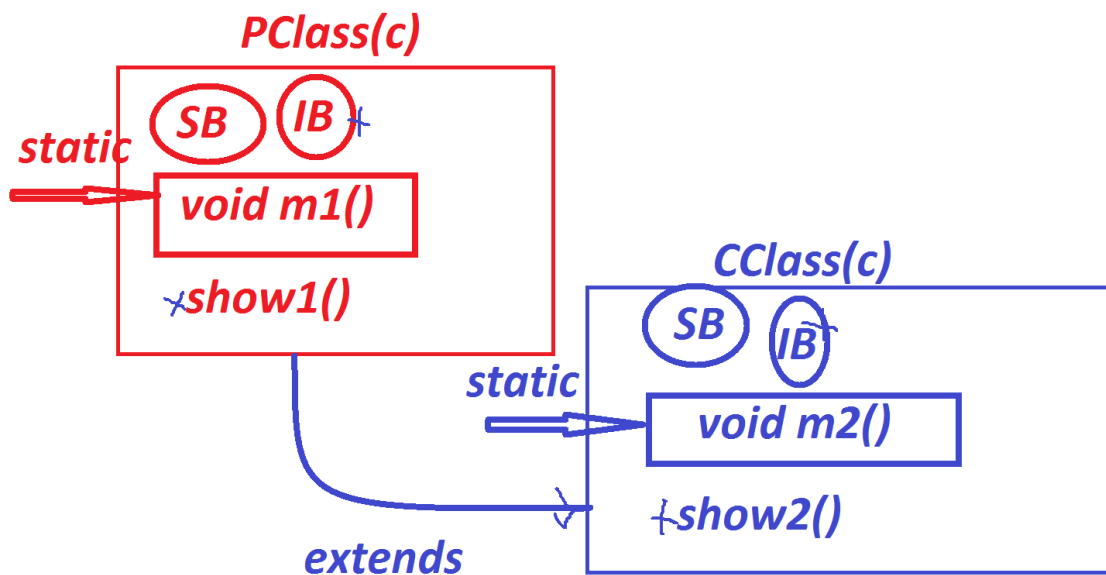 PClass(c)
SB
IB
static
void m1()
show1()
CClass(c)
SB
IB
static
void m2()
show2()
extends